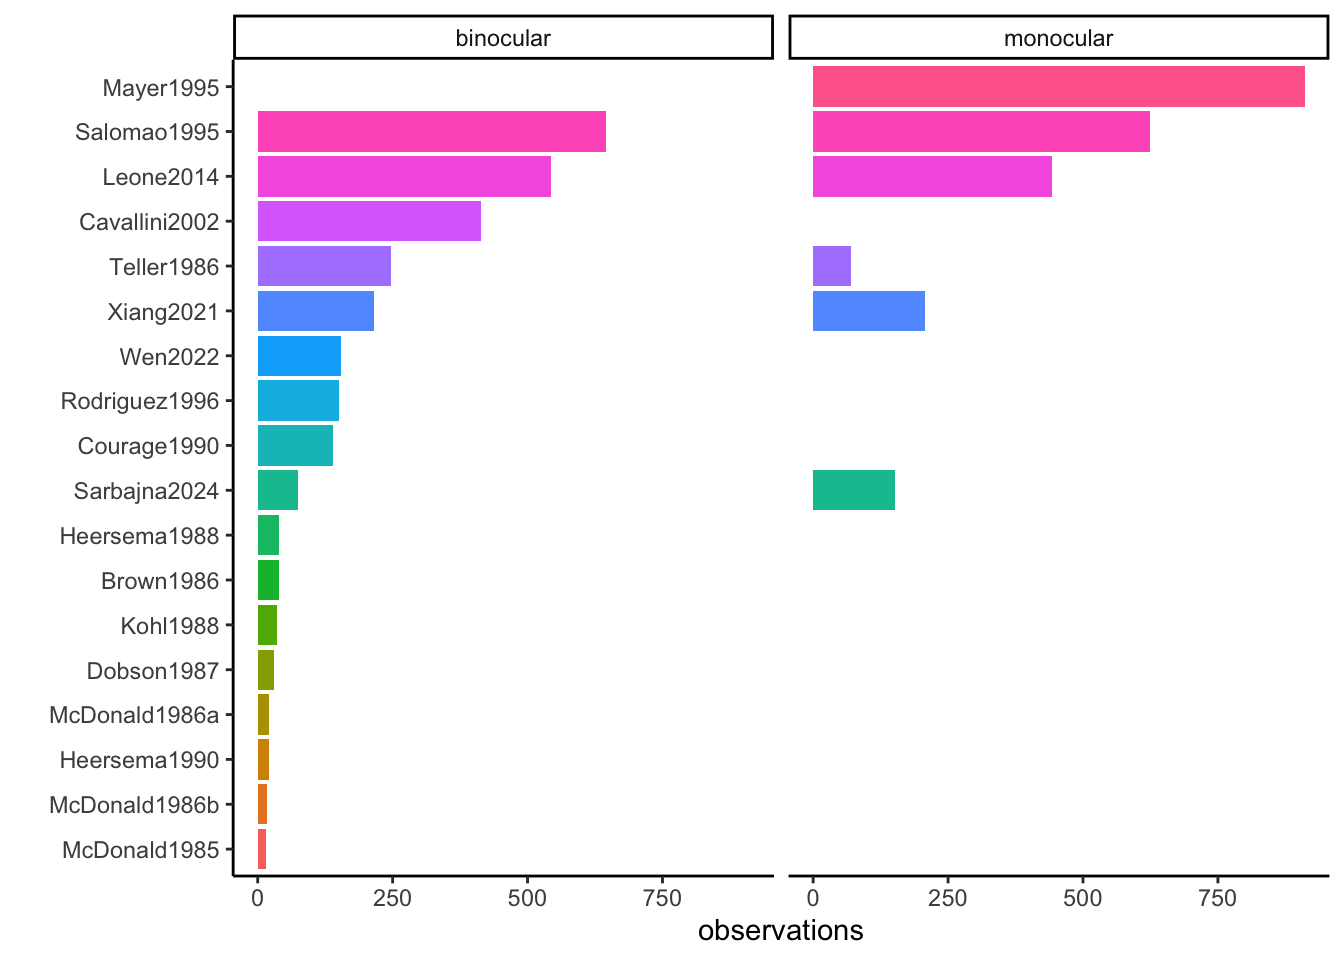 binocular
monocular
Mayer1995
Salomao1995
Leone2014
Cavallini2002
Teller1986
Xiang2021
Wen2022
Rodriguez1996
Courage1990
Sarbajna2024
Heersema1988
Brown1986
Kohl1988
Dobson1987
McDonald1986a
Heersema1990
McDonald1986b
McDonald1985
0 250 500 750
0 250 500 750
observations